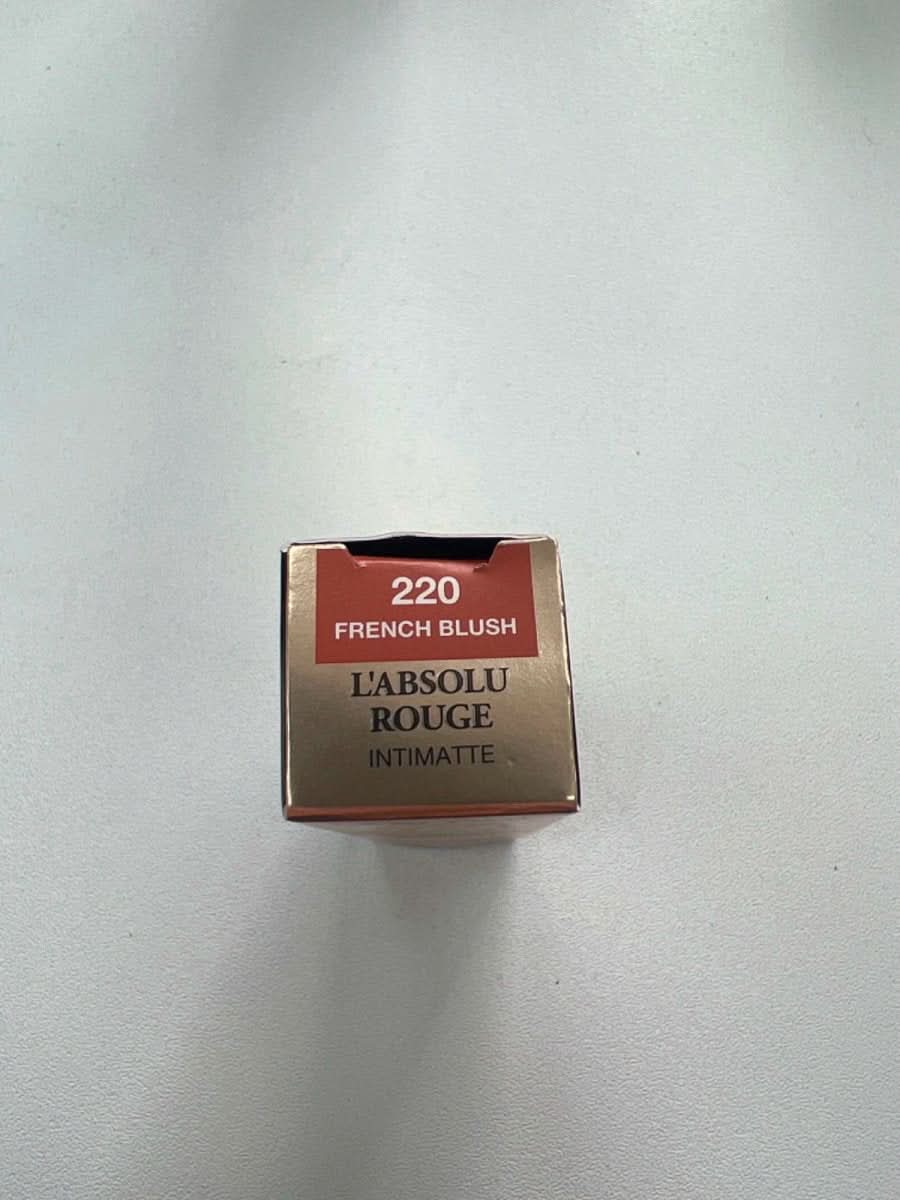 220
FRENCH BLUSH
L'ABSOLU
ROUGE
INTIMATTE